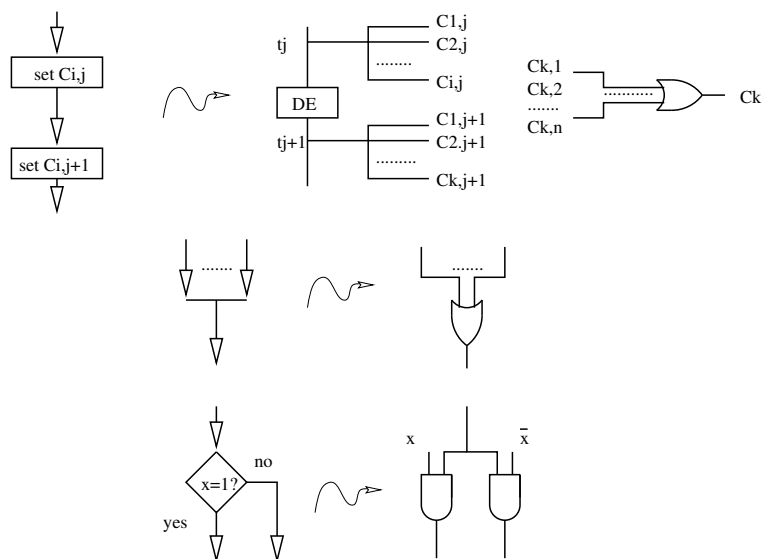 set Ci,j
set Ci,j+1
tj
DE
tj+1
C1,j
C2,j
........
Ci,j
C1,j+1
C2.j+1
.........
Ck,j+1
Ck,1
Ck,2
.......
Ck,n
..........
Ck
.......
.......
x=1?
no
yes
x
x̅